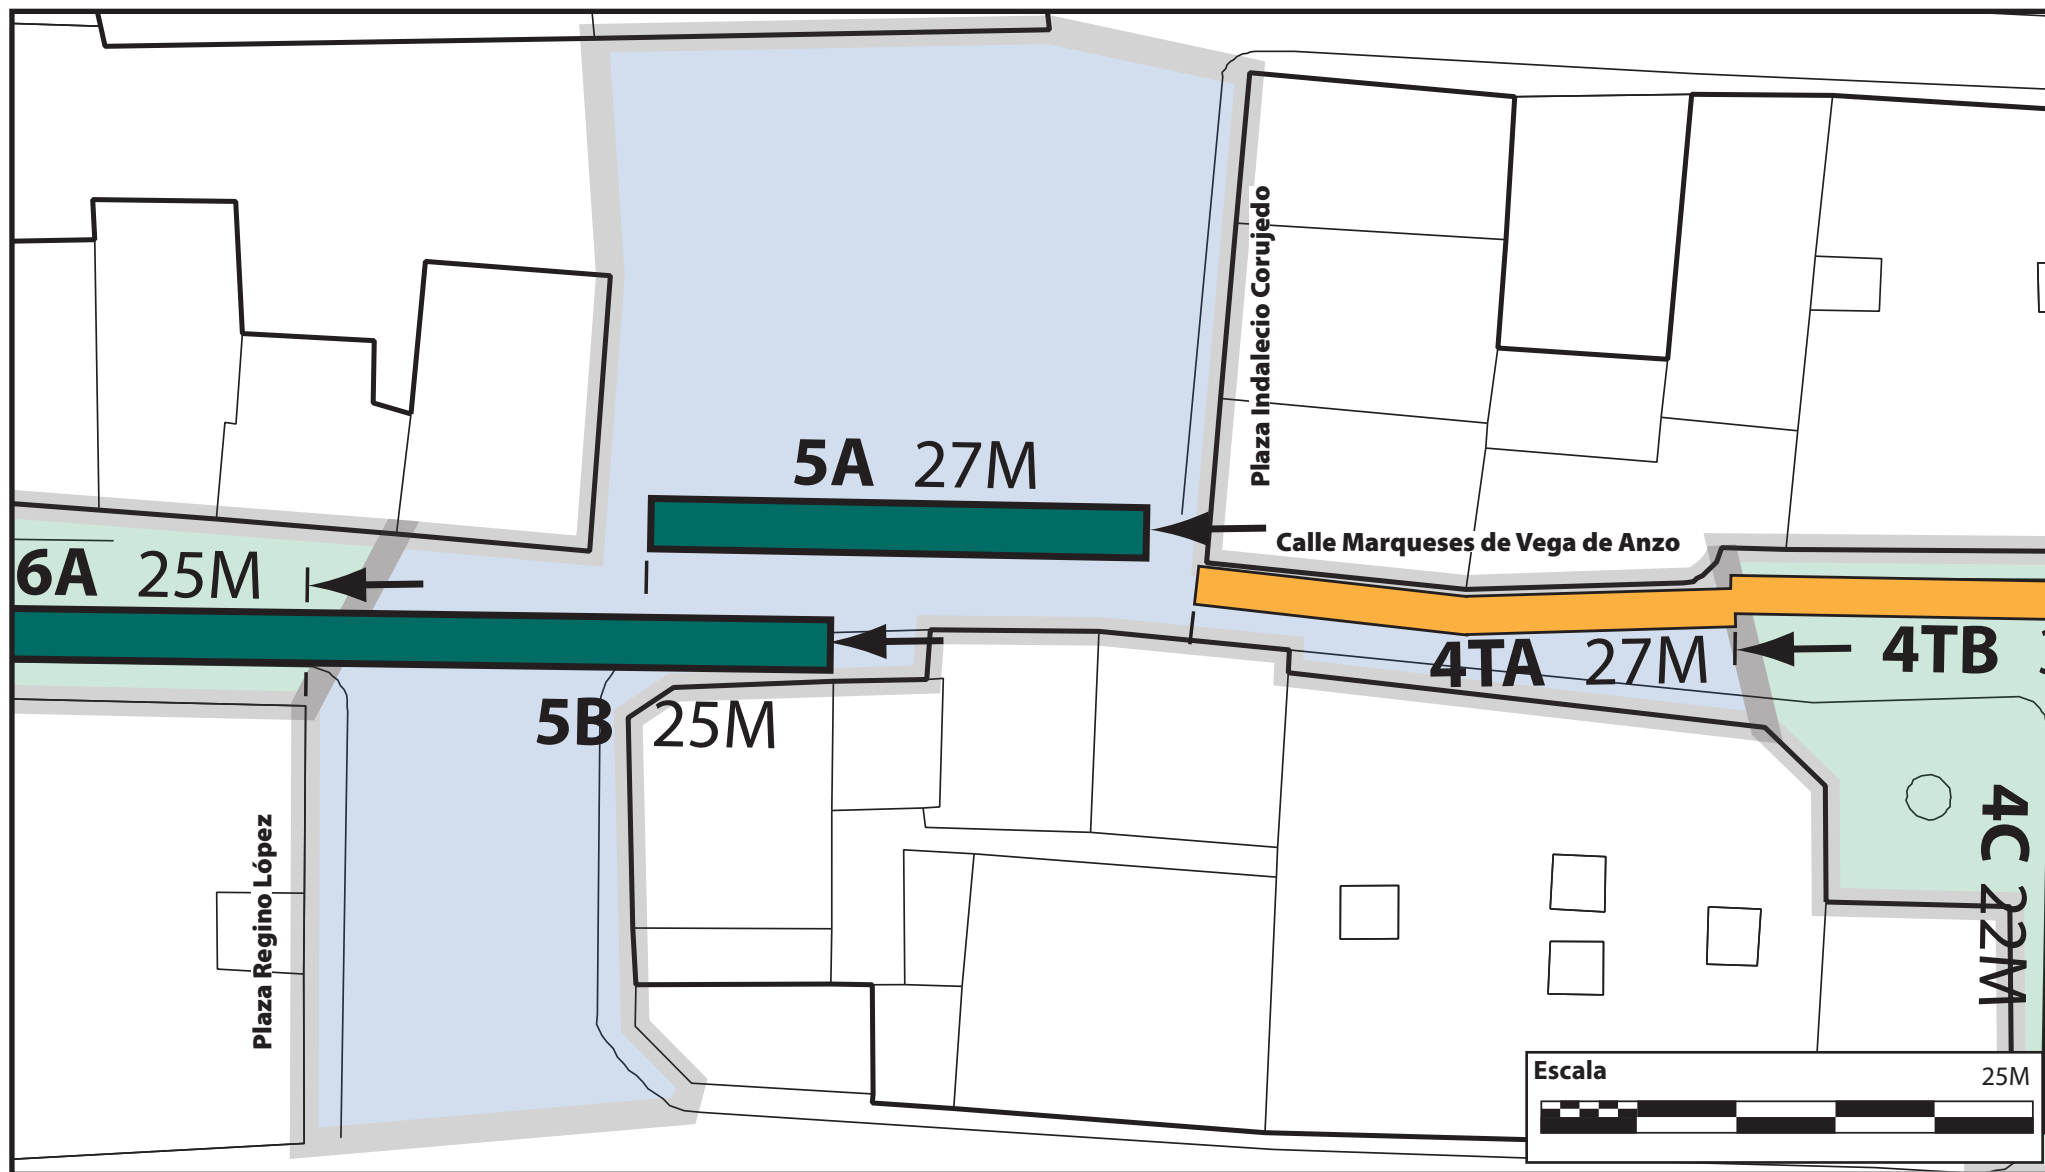 Plaza Indalecio Corujedo
5A 27M
Calle Marqueses de Vega de Anzo
6A 25M
4TA 27M
4TB
5B 25M
4C 22M
Plaza Regino López
Escala
25M